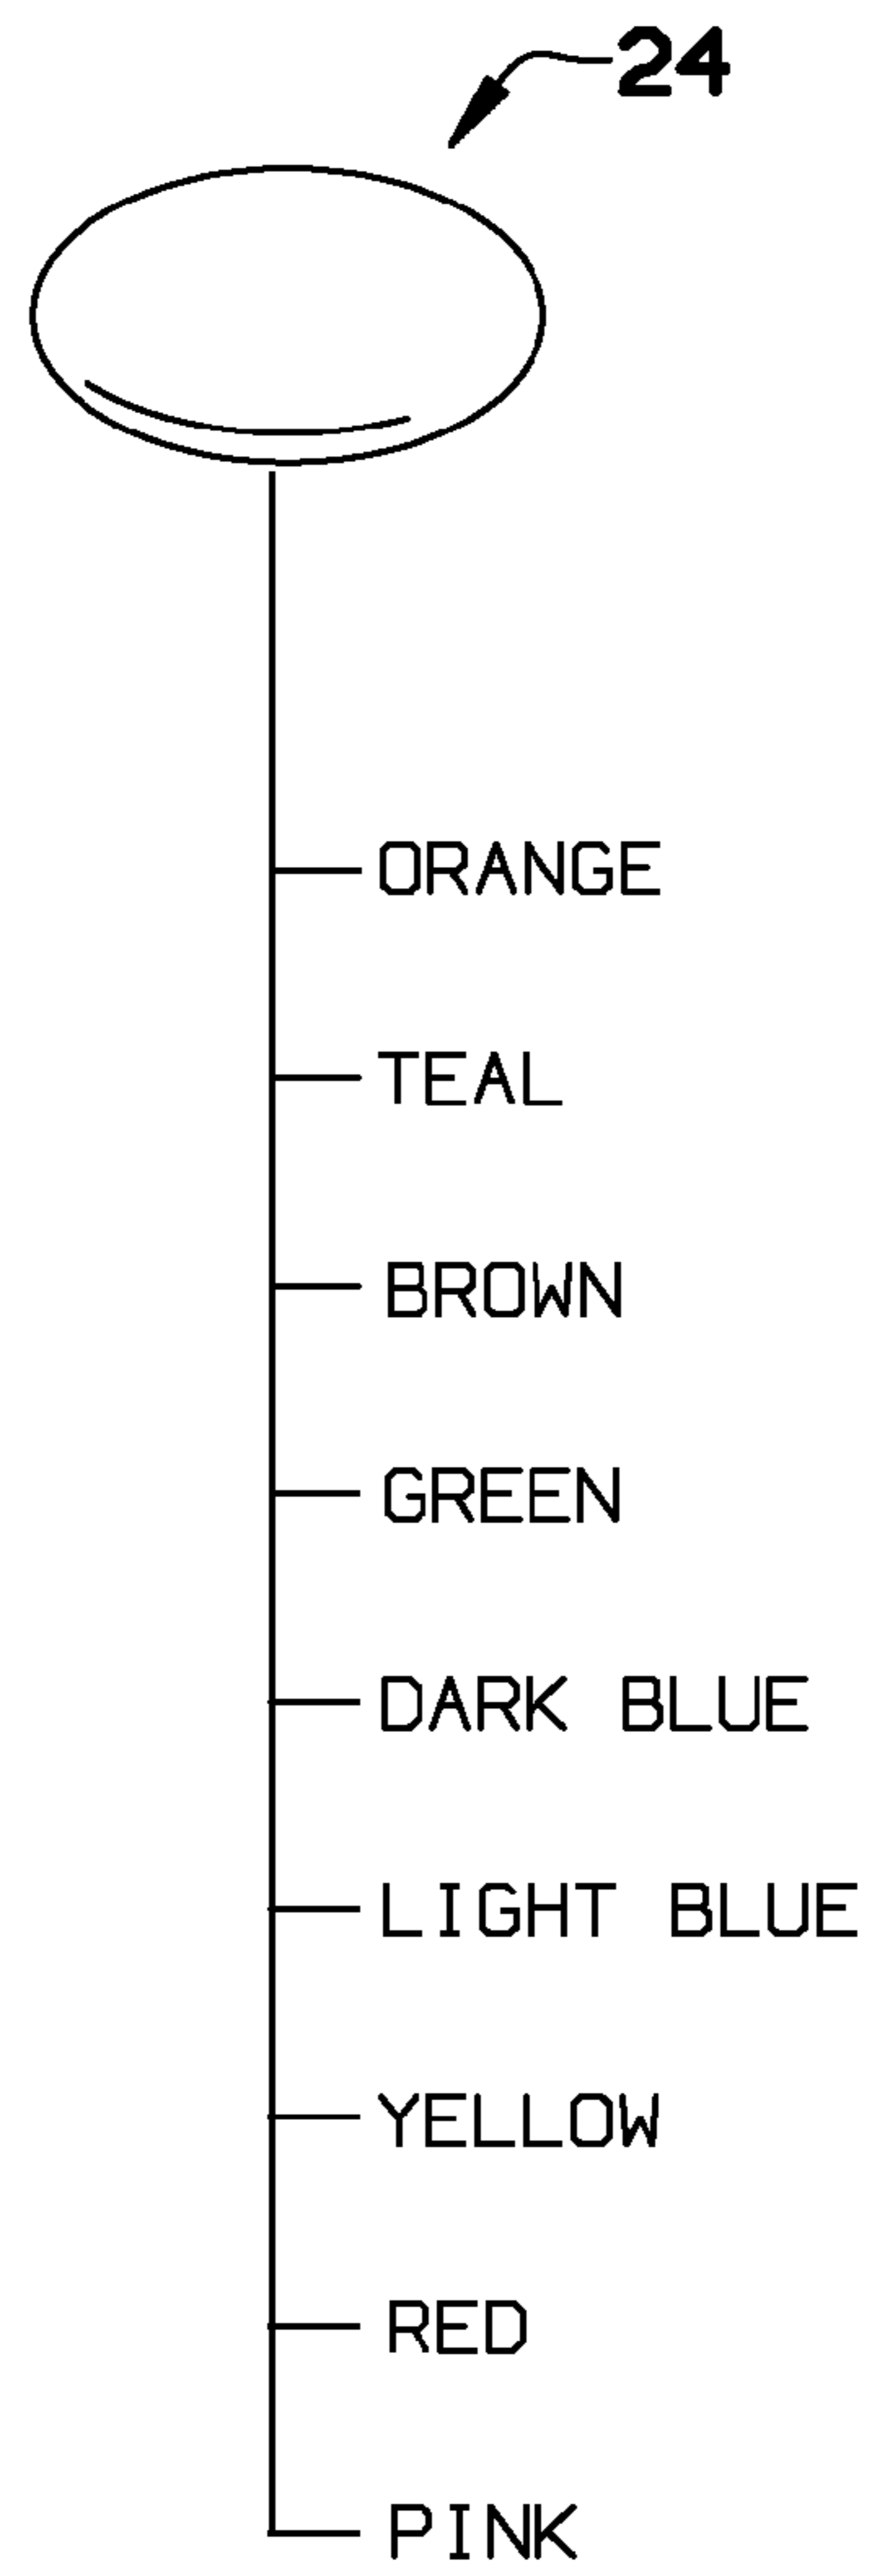 24
ORANGE
TEAL
BROWN
GREEN
DARK BLUE
LIGHT BLUE
YELLOW
RED
PINK